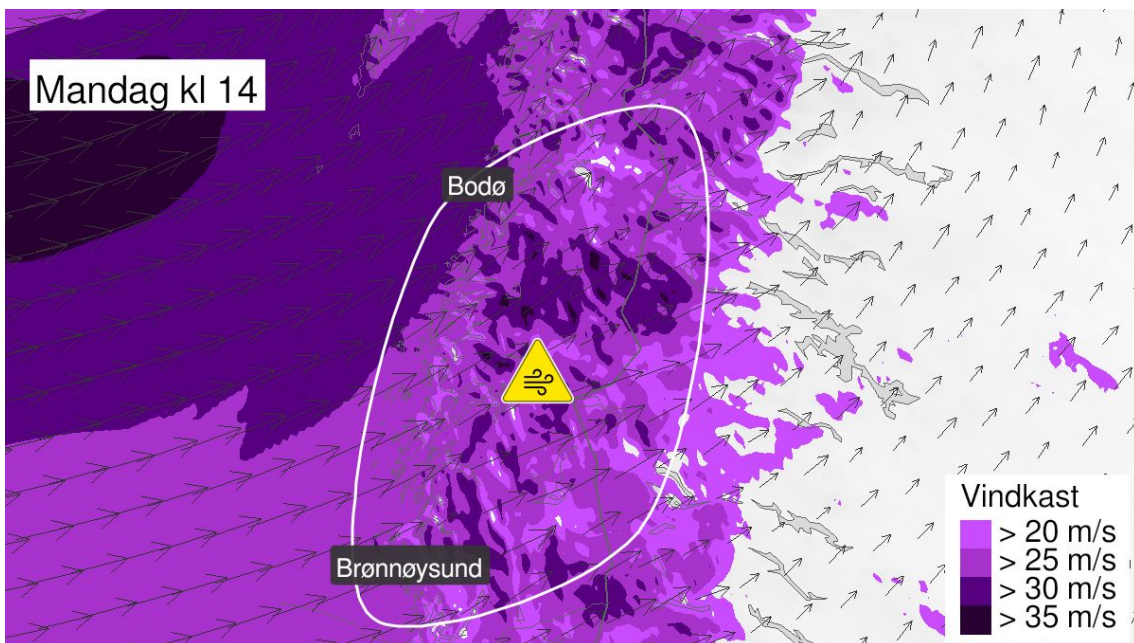 Mandag kl 14
Bodø
Brønnøysund
Vindkast
> 20 m/s
> 25 m/s
> 30 m/s
> 35 m/s